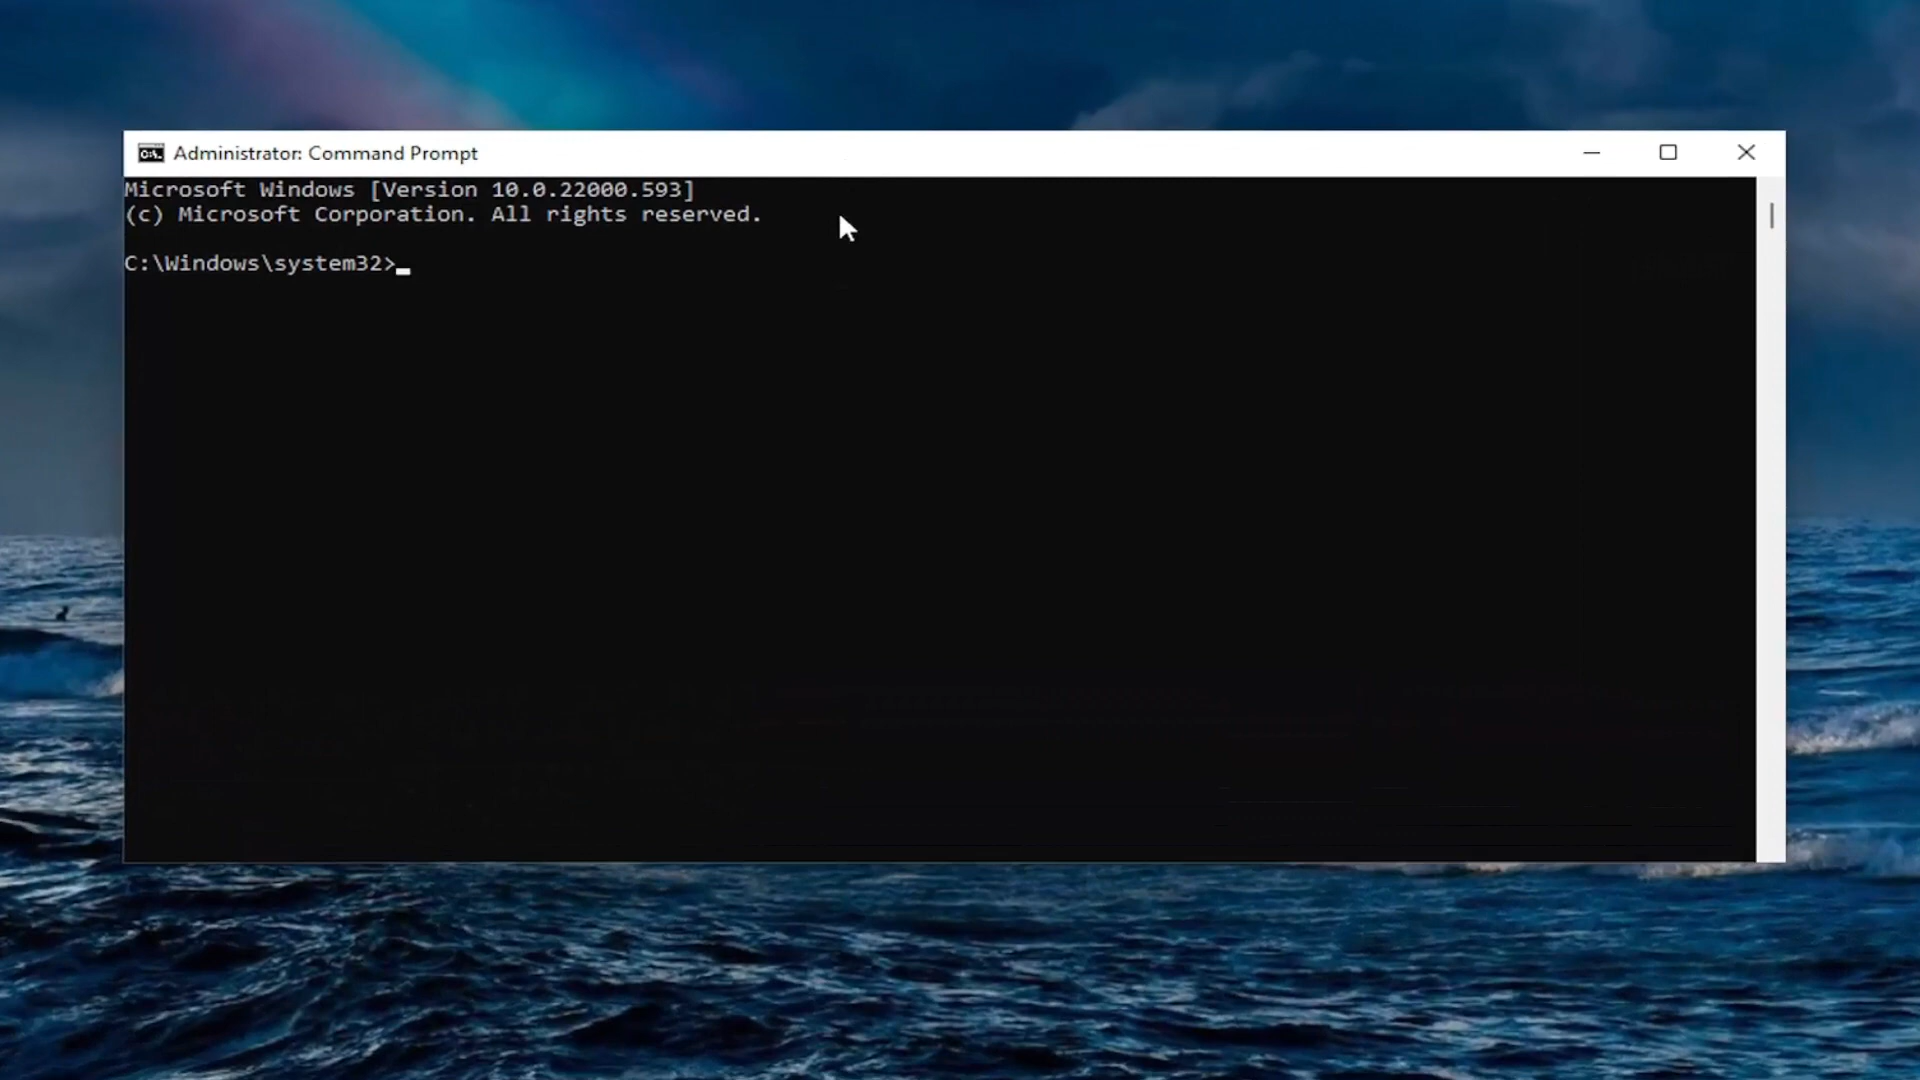 Administrator: Command Prompt
Microsoft Windows [Version 10.0.22000.593]
(c) Microsoft Corporation. All rights reserved.
C:\Windows\system32>